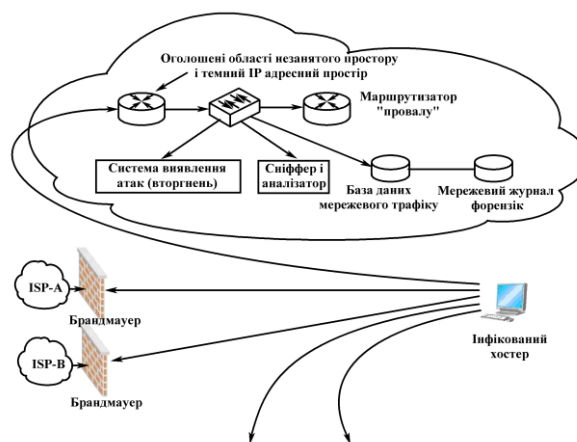 Оголошені області незанятого простору
і темний IP адресний простір
Маршрутизатор
"провалу"
Система виявлення
атак (вторгнень)
Сніффер і
аналізатор
База даних
мережевого трафіку
Мережевий журнал
форензік
ISP-A
Брандмауер
ISP-B
Брандмауер
Інфікований
хостер